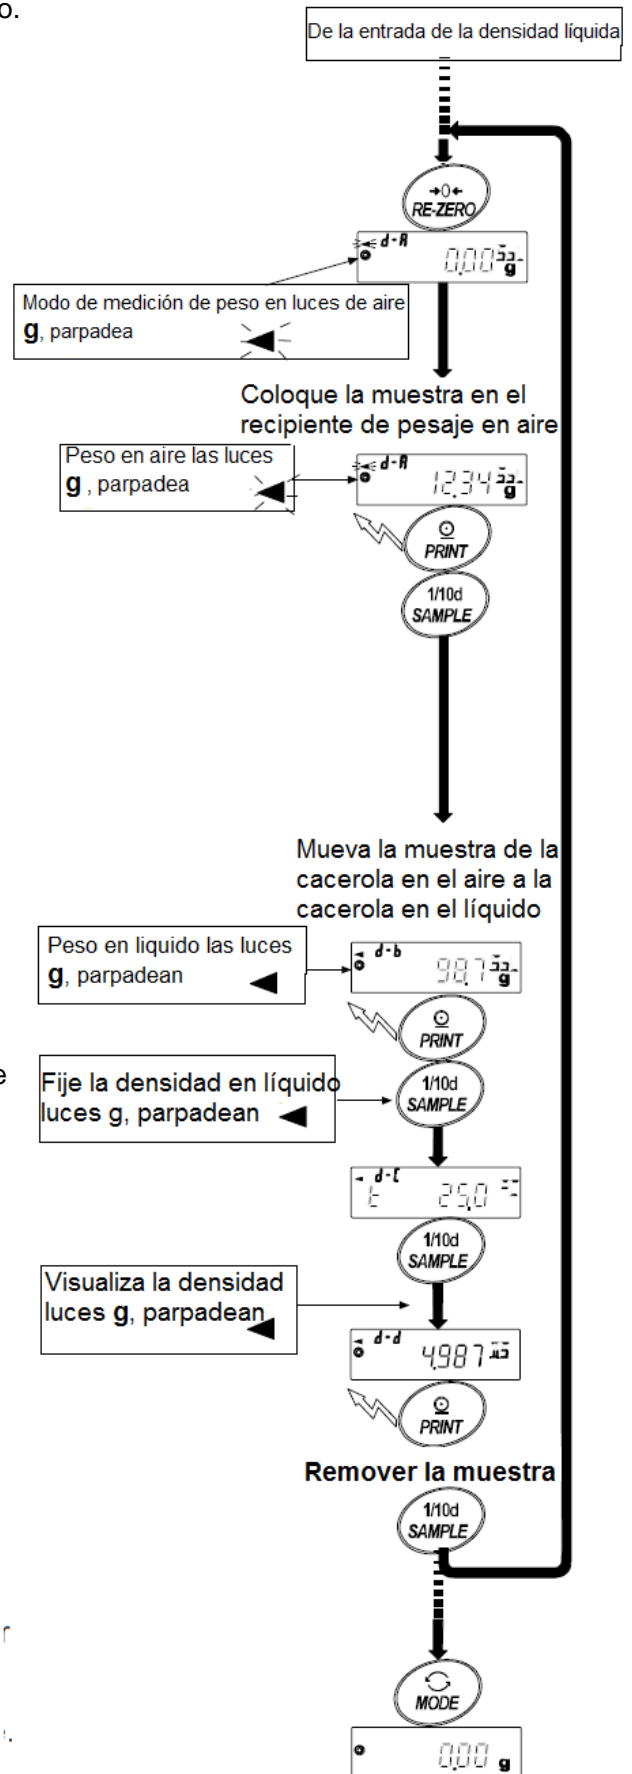 o.
De la entrada de la densidad líquida
→0←
RE-ZERO
d-A
0.00 g
Modo de medición de peso en luces de aire
g, parpadea
Coloque la muestra en el
recipiente de pesaje en aire
Peso en aire las luces
g , parpadea
d-A
12.34 g
PRINT
1/10d
SAMPLE
Mueva la muestra de la
cacerola en el aire a la
cacerola en el líquido
Peso en liquido las luces
g, parpadean
d-b
98.7 g
PRINT
e
Fije la densidad en líquido
luces g, parpadean
1/10d
SAMPLE
d-C
t 25.0
1/10d
SAMPLE
Visualiza la densidad
luces g, parpadean
d-d
4.987
PRINT
Remover la muestra
1/10d
SAMPLE
r
MODE
.
0.00 g